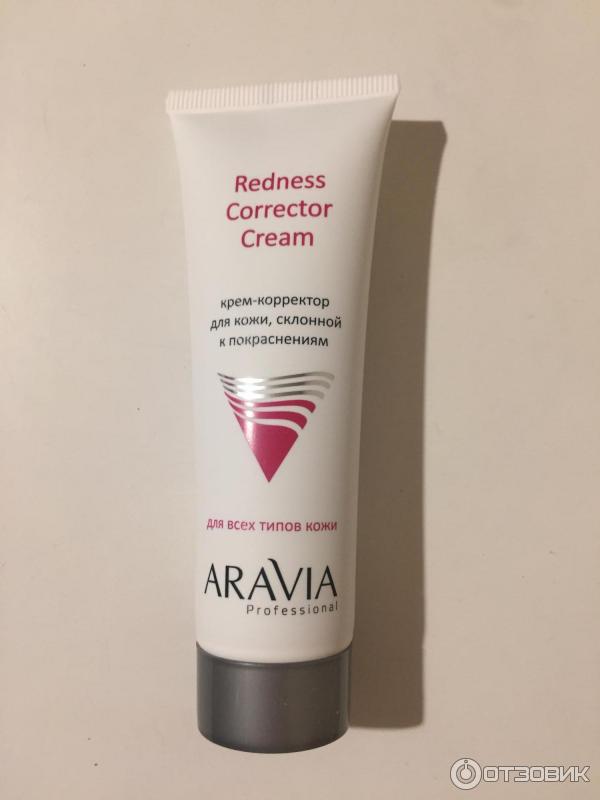 Redness
Corrector
Cream
крем-корректор
для кожи, склонной
к покраснениям
для всех типов кожи
ARAVIA
Professional
ОТЗОВИК